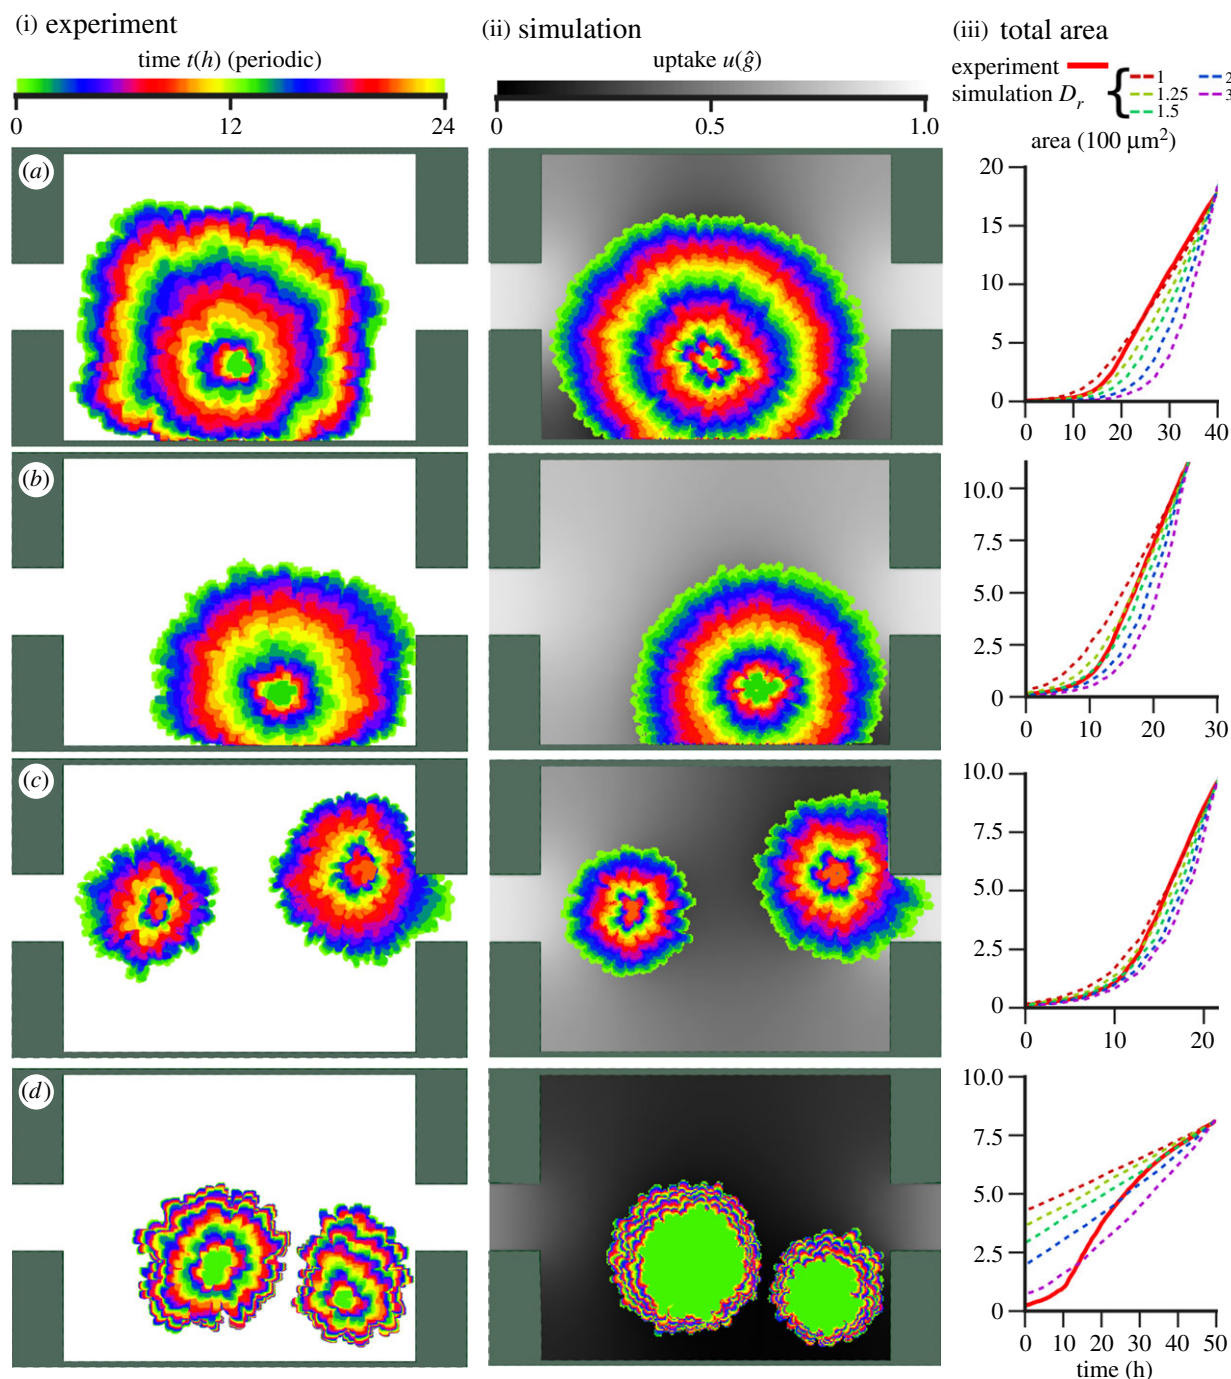 (i) experiment
(ii) simulation
(iii) total area
time t(h) (periodic)
0 12 24
uptake u(ĝ)
0 0.5 1.0
experiment
simulation D_r { 1 1.25 1.5 2 3
area (100 μm²)
(a)
20
15
10
5
0
0 10 20 30 40
(b)
10.0
7.5
5.0
2.5
0
0 10 20 30
(c)
10.0
7.5
5.0
2.5
0
0 10 20
(d)
10.0
7.5
5.0
2.5
0
0 10 20 30 40 50
time (h)